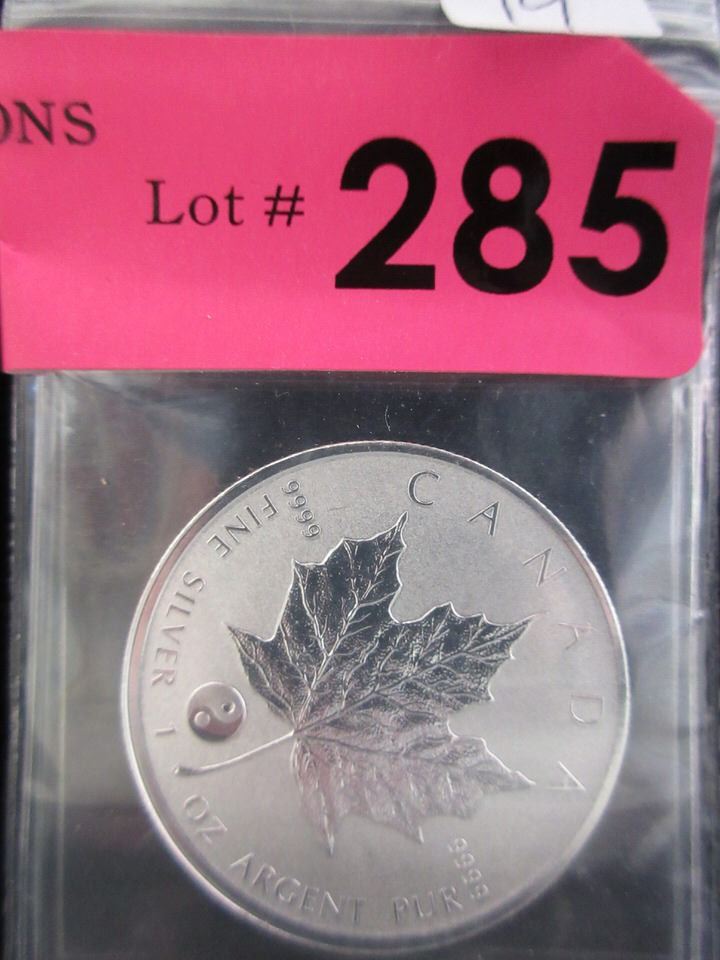 ONS
Lot # 285
CANADA
9999
FINE SILVER 1 OZ ARGENT PUR
9999